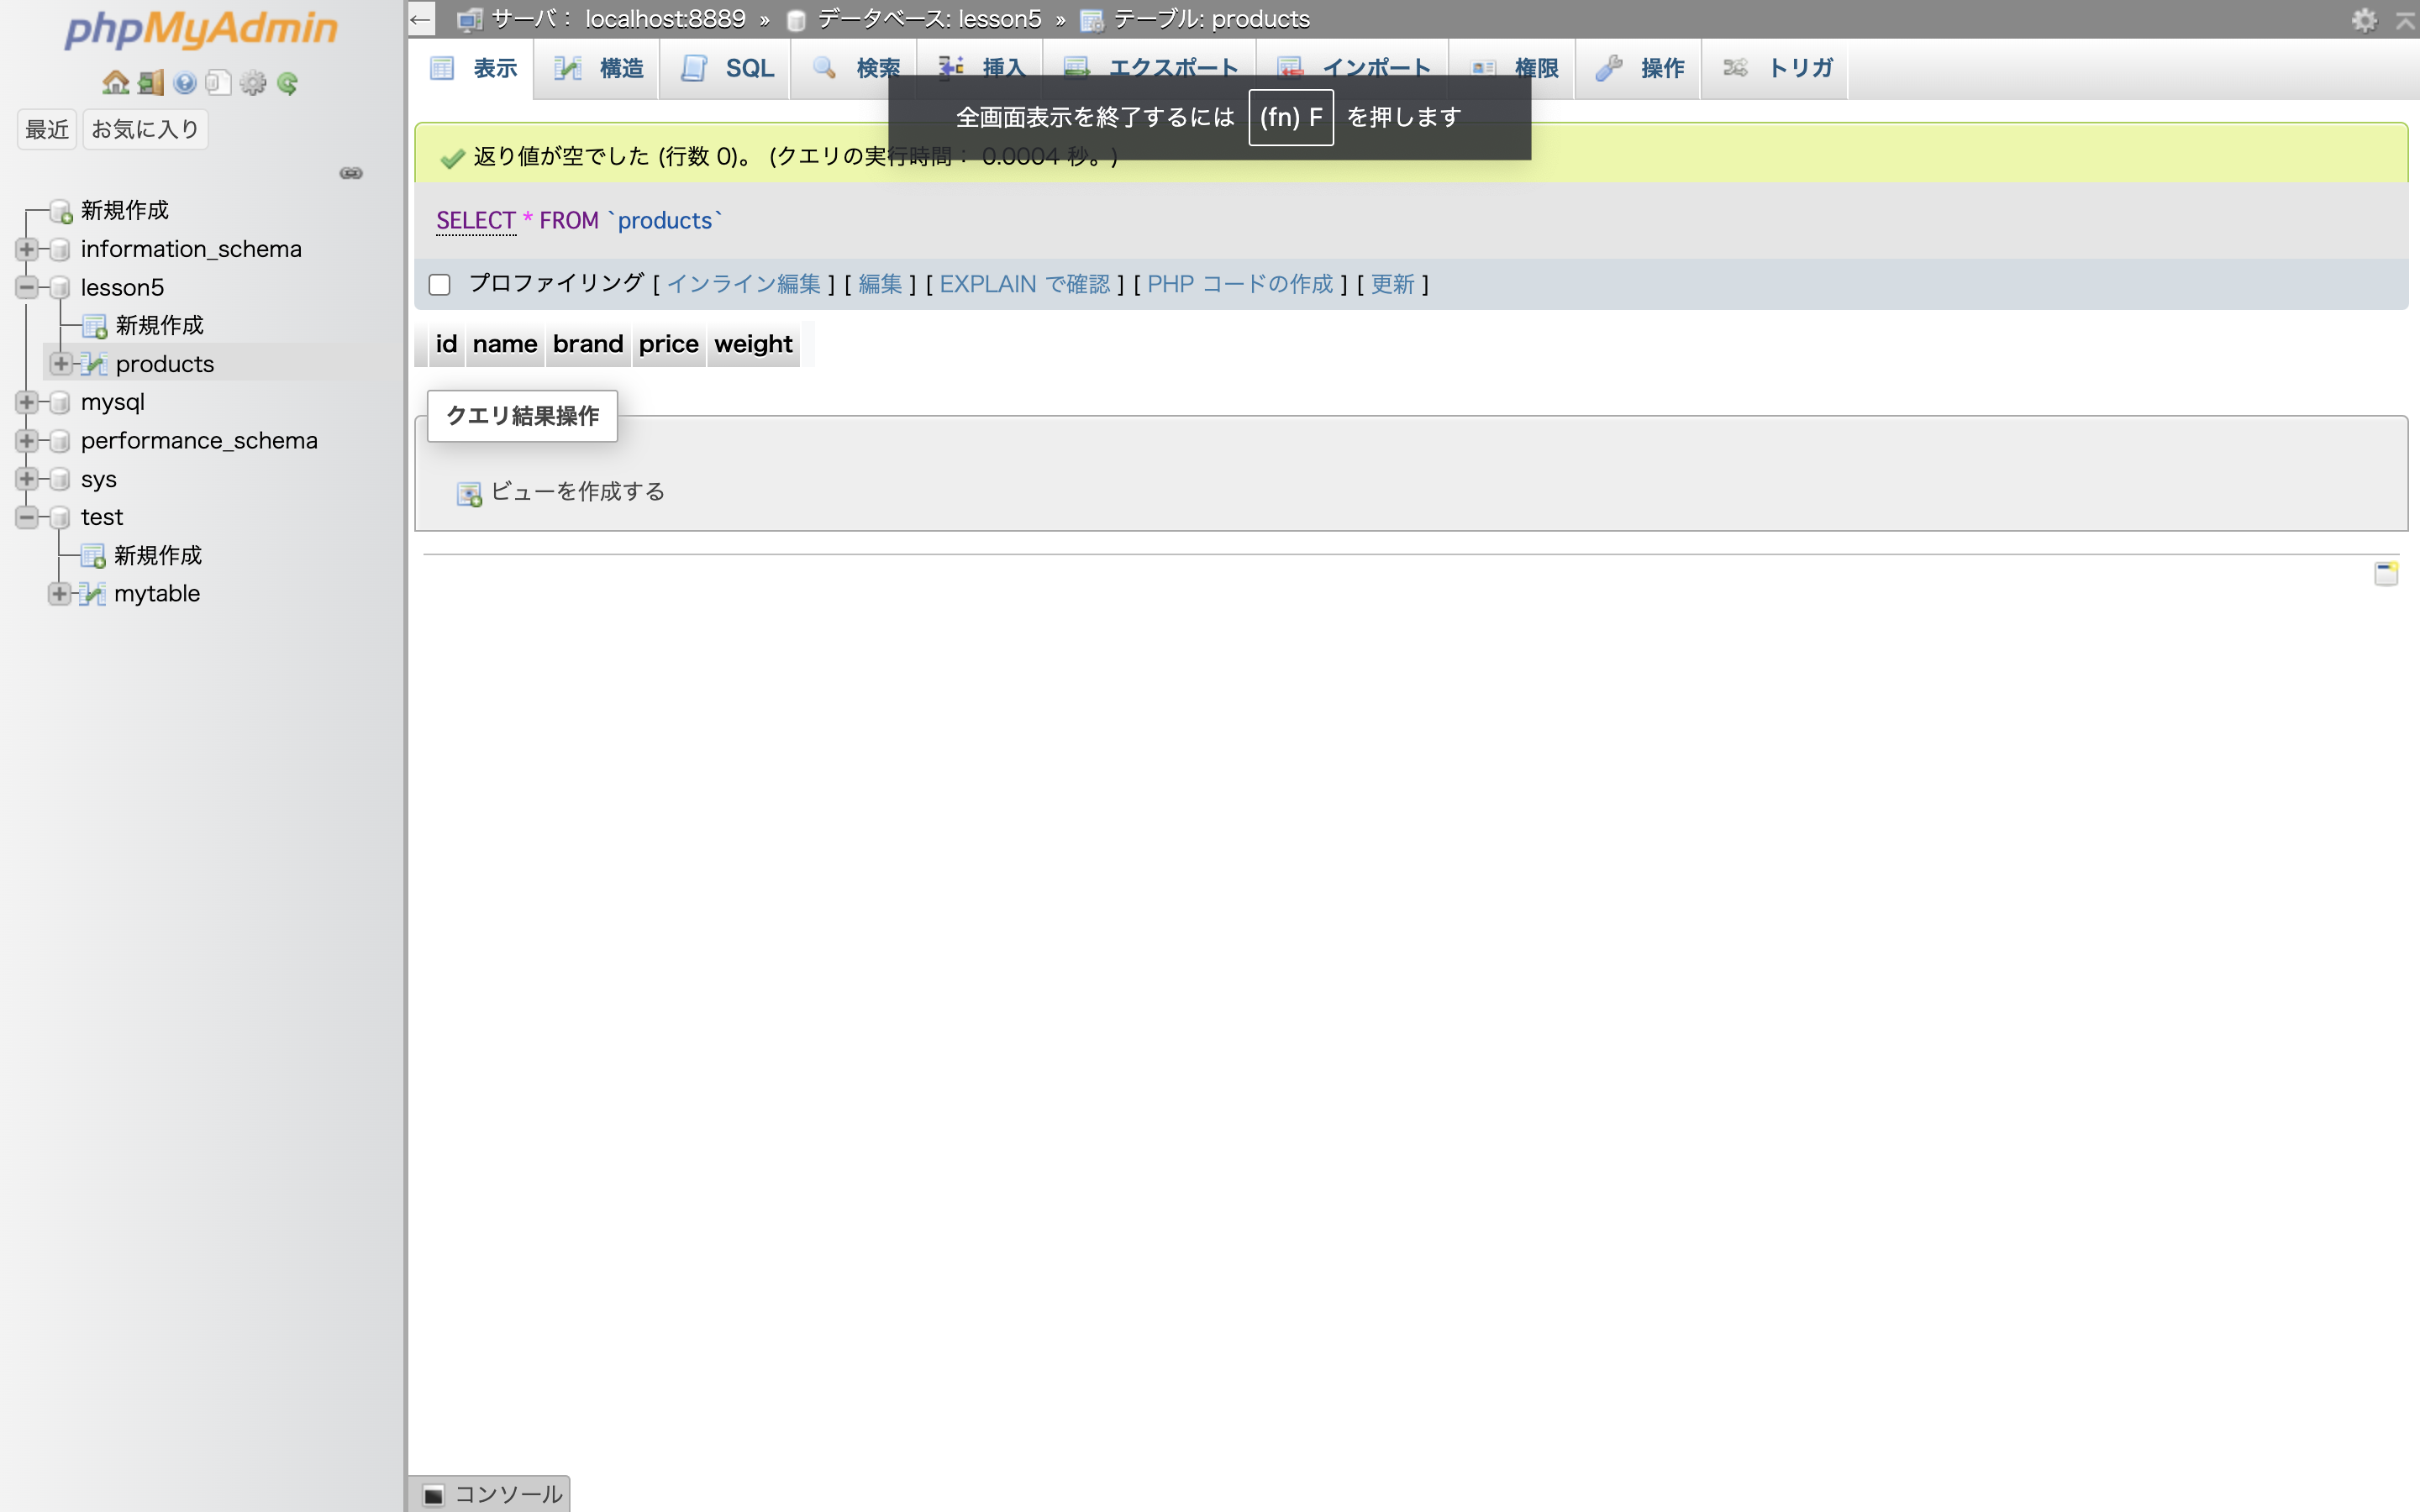 phpMyAdmin
最近 お気に入り
新規作成
information_schema
lesson5
新規作成
products
mysql
performance_schema
sys
test
新規作成
mytable
← サーバ： localhost:8889 » データベース: lesson5 » テーブル: products
表示 構造 SQL 検索 挿入 エクスポート インポート 権限 操作 トリガ
全画面表示を終了するには (fn) F を押します
返り値が空でした (行数 0)。 (クエリの実行時間： 0.0004 秒。)
SELECT * FROM `products`
プロファイリング [ インライン編集 ] [ 編集 ] [ EXPLAIN で確認 ] [ PHP コードの作成 ] [ 更新 ]
id name brand price weight
クエリ結果操作
ビューを作成する
コンソール